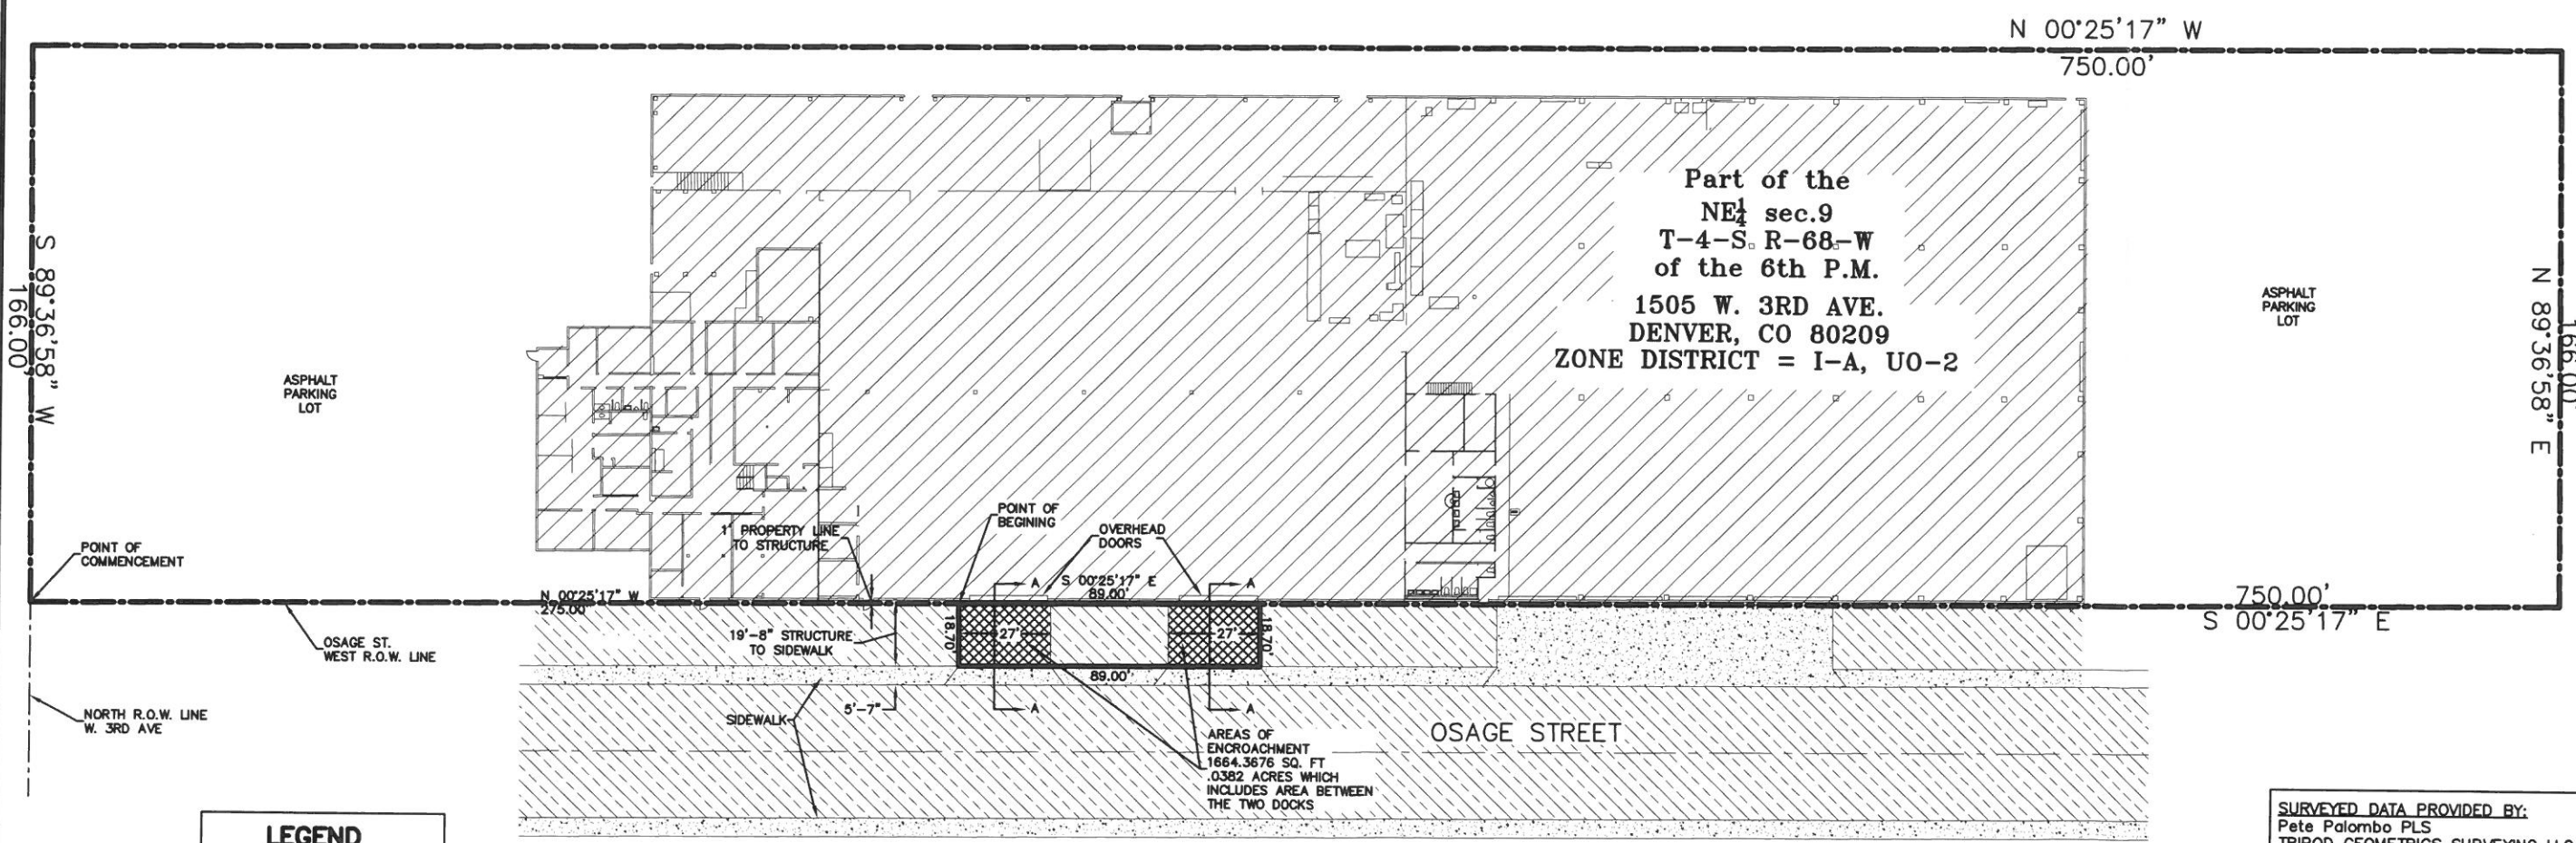 N 00°25'17" W
750.00'
S 89°36'58" W
166.00'
ASPHALT
PARKING
LOT
Part of the
NE¼ sec.9
T-4-S R-68-W
of the 6th P.M.
1505 W. 3RD AVE.
DENVER, CO 80209
ZONE DISTRICT = I-A, UO-2
ASPHALT
PARKING
LOT
N 89°36'58" E
166.00
POINT OF
COMMENCEMENT
1' PROPERTY LINE
TO STRUCTURE
POINT OF
BEGINING
OVERHEAD
DOORS
N 00°25'17" W
275.00'
A
S 00°25'17" E
89.00'
A
750.00'
S 00°25'17" E
OSAGE ST.
WEST R.O.W. LINE
19'-8" STRUCTURE
TO SIDEWALK
18.70'
27'
27'
18.70'
89.00'
NORTH R.O.W. LINE
W. 3RD AVE
SIDEWALK
5'-7"
A
A
AREAS OF
ENCROACHMENT
1664.3676 SQ. FT
.0382 ACRES WHICH
INCLUDES AREA BETWEEN
THE TWO DOCKS
OSAGE STREET
LEGEND
SURVEYED DATA PROVIDED BY:
Pete Palombo PLS
TRIPOD GEOMETRICS SURVEYING LLC